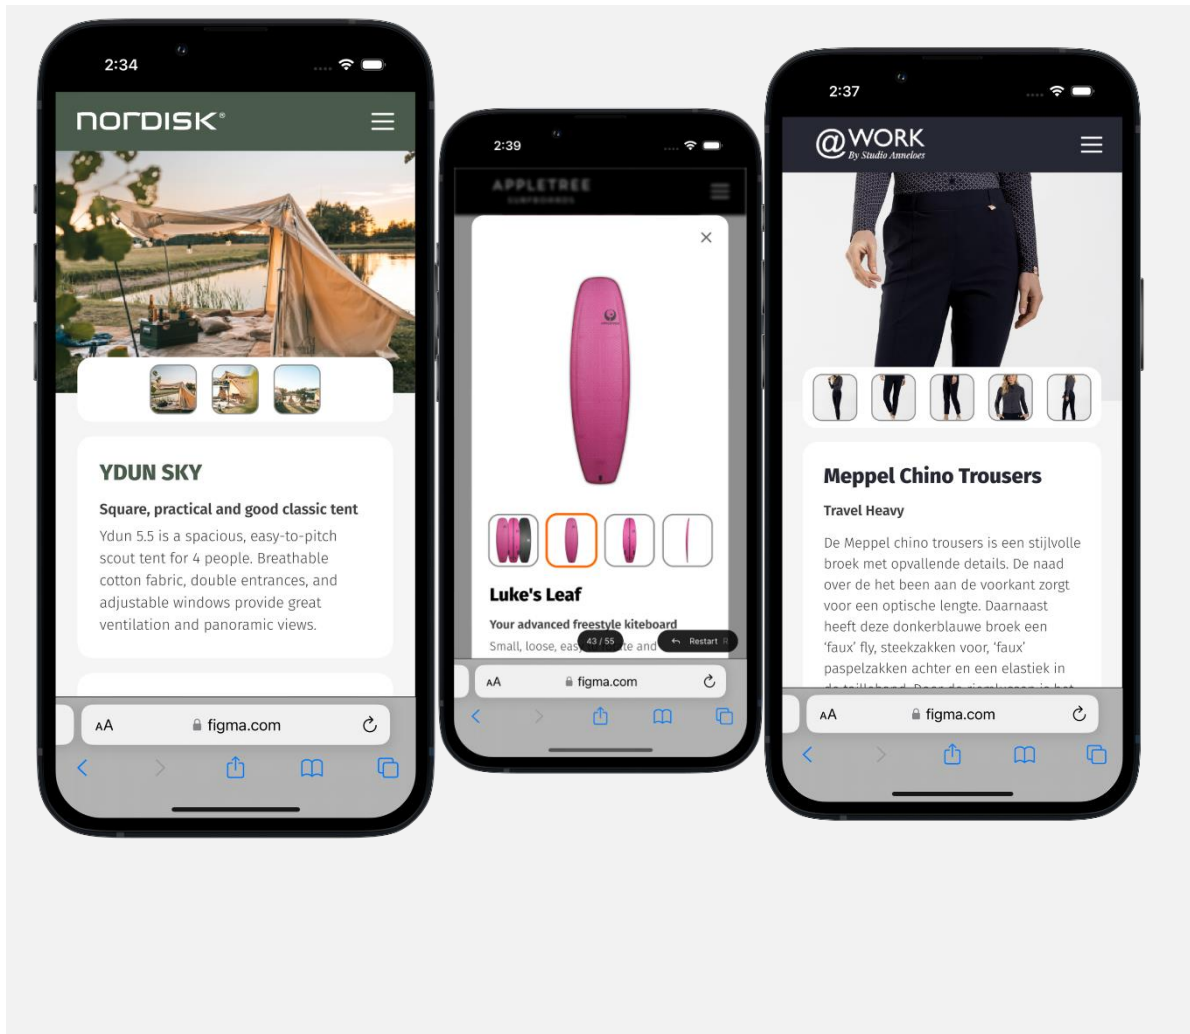 2:34
NORDISK®
YDUN SKY
Square, practical and good classic tent
Ydun 5.5 is a spacious, easy-to-pitch
scout tent for 4 people. Breathable
cotton fabric, double entrances, and
adjustable windows provide great
ventilation and panoramic views.
AA
figma.com
2:39
APPLETREE
SURFBOARDS
Luke's Leaf
Your advanced freestyle kiteboard
Small, loose, easy and
43 / 55
Restart R
AA
figma.com
2:37
@WORK
By Studio Anneloes
Meppel Chino Trousers
Travel Heavy
De Meppel chino trousers is een stijlvolle
broek met opvallende details. De naad
over de het been aan de voorkant zorgt
voor een optische lengte. Daarnaast
heeft deze donkerblauwe broek een
‘faux’ fly, steekzakken voor, ‘faux’
paspelzakken achter en een elastiek in
AA
figma.com